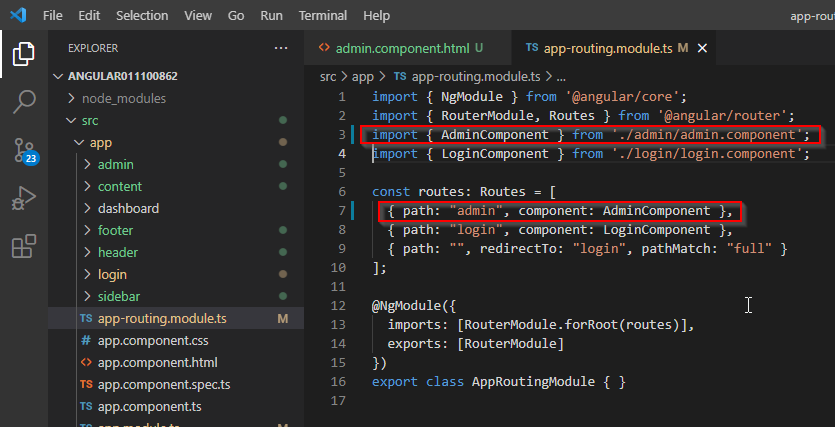 File Edit Selection View Go Run Terminal Help
app-rou
EXPLORER
ANGULAR011100862
node_modules
src
app
admin
content
dashboard
footer
header
login
sidebar
TS app-routing.module.ts M
# app.component.css
<> app.component.html
TS app.component.spec.ts
TS app.component.ts
TS app.module.ts
23
<> admin.component.html U
TS app-routing.module.ts M
src > app > TS app-routing.module.ts > ...
1 import { NgModule } from '@angular/core';
2 import { RouterModule, Routes } from '@angular/router';
3 import { AdminComponent } from './admin/admin.component';
4 import { LoginComponent } from './login/login.component';
5
6 const routes: Routes = [
7 { path: "admin", component: AdminComponent },
8 { path: "login", component: LoginComponent },
9 { path: "", redirectTo: "login", pathMatch: "full" }
10 ];
11
12 @NgModule({
13 imports: [RouterModule.forRoot(routes)],
14 exports: [RouterModule]
15 })
16 export class AppRoutingModule { }
17